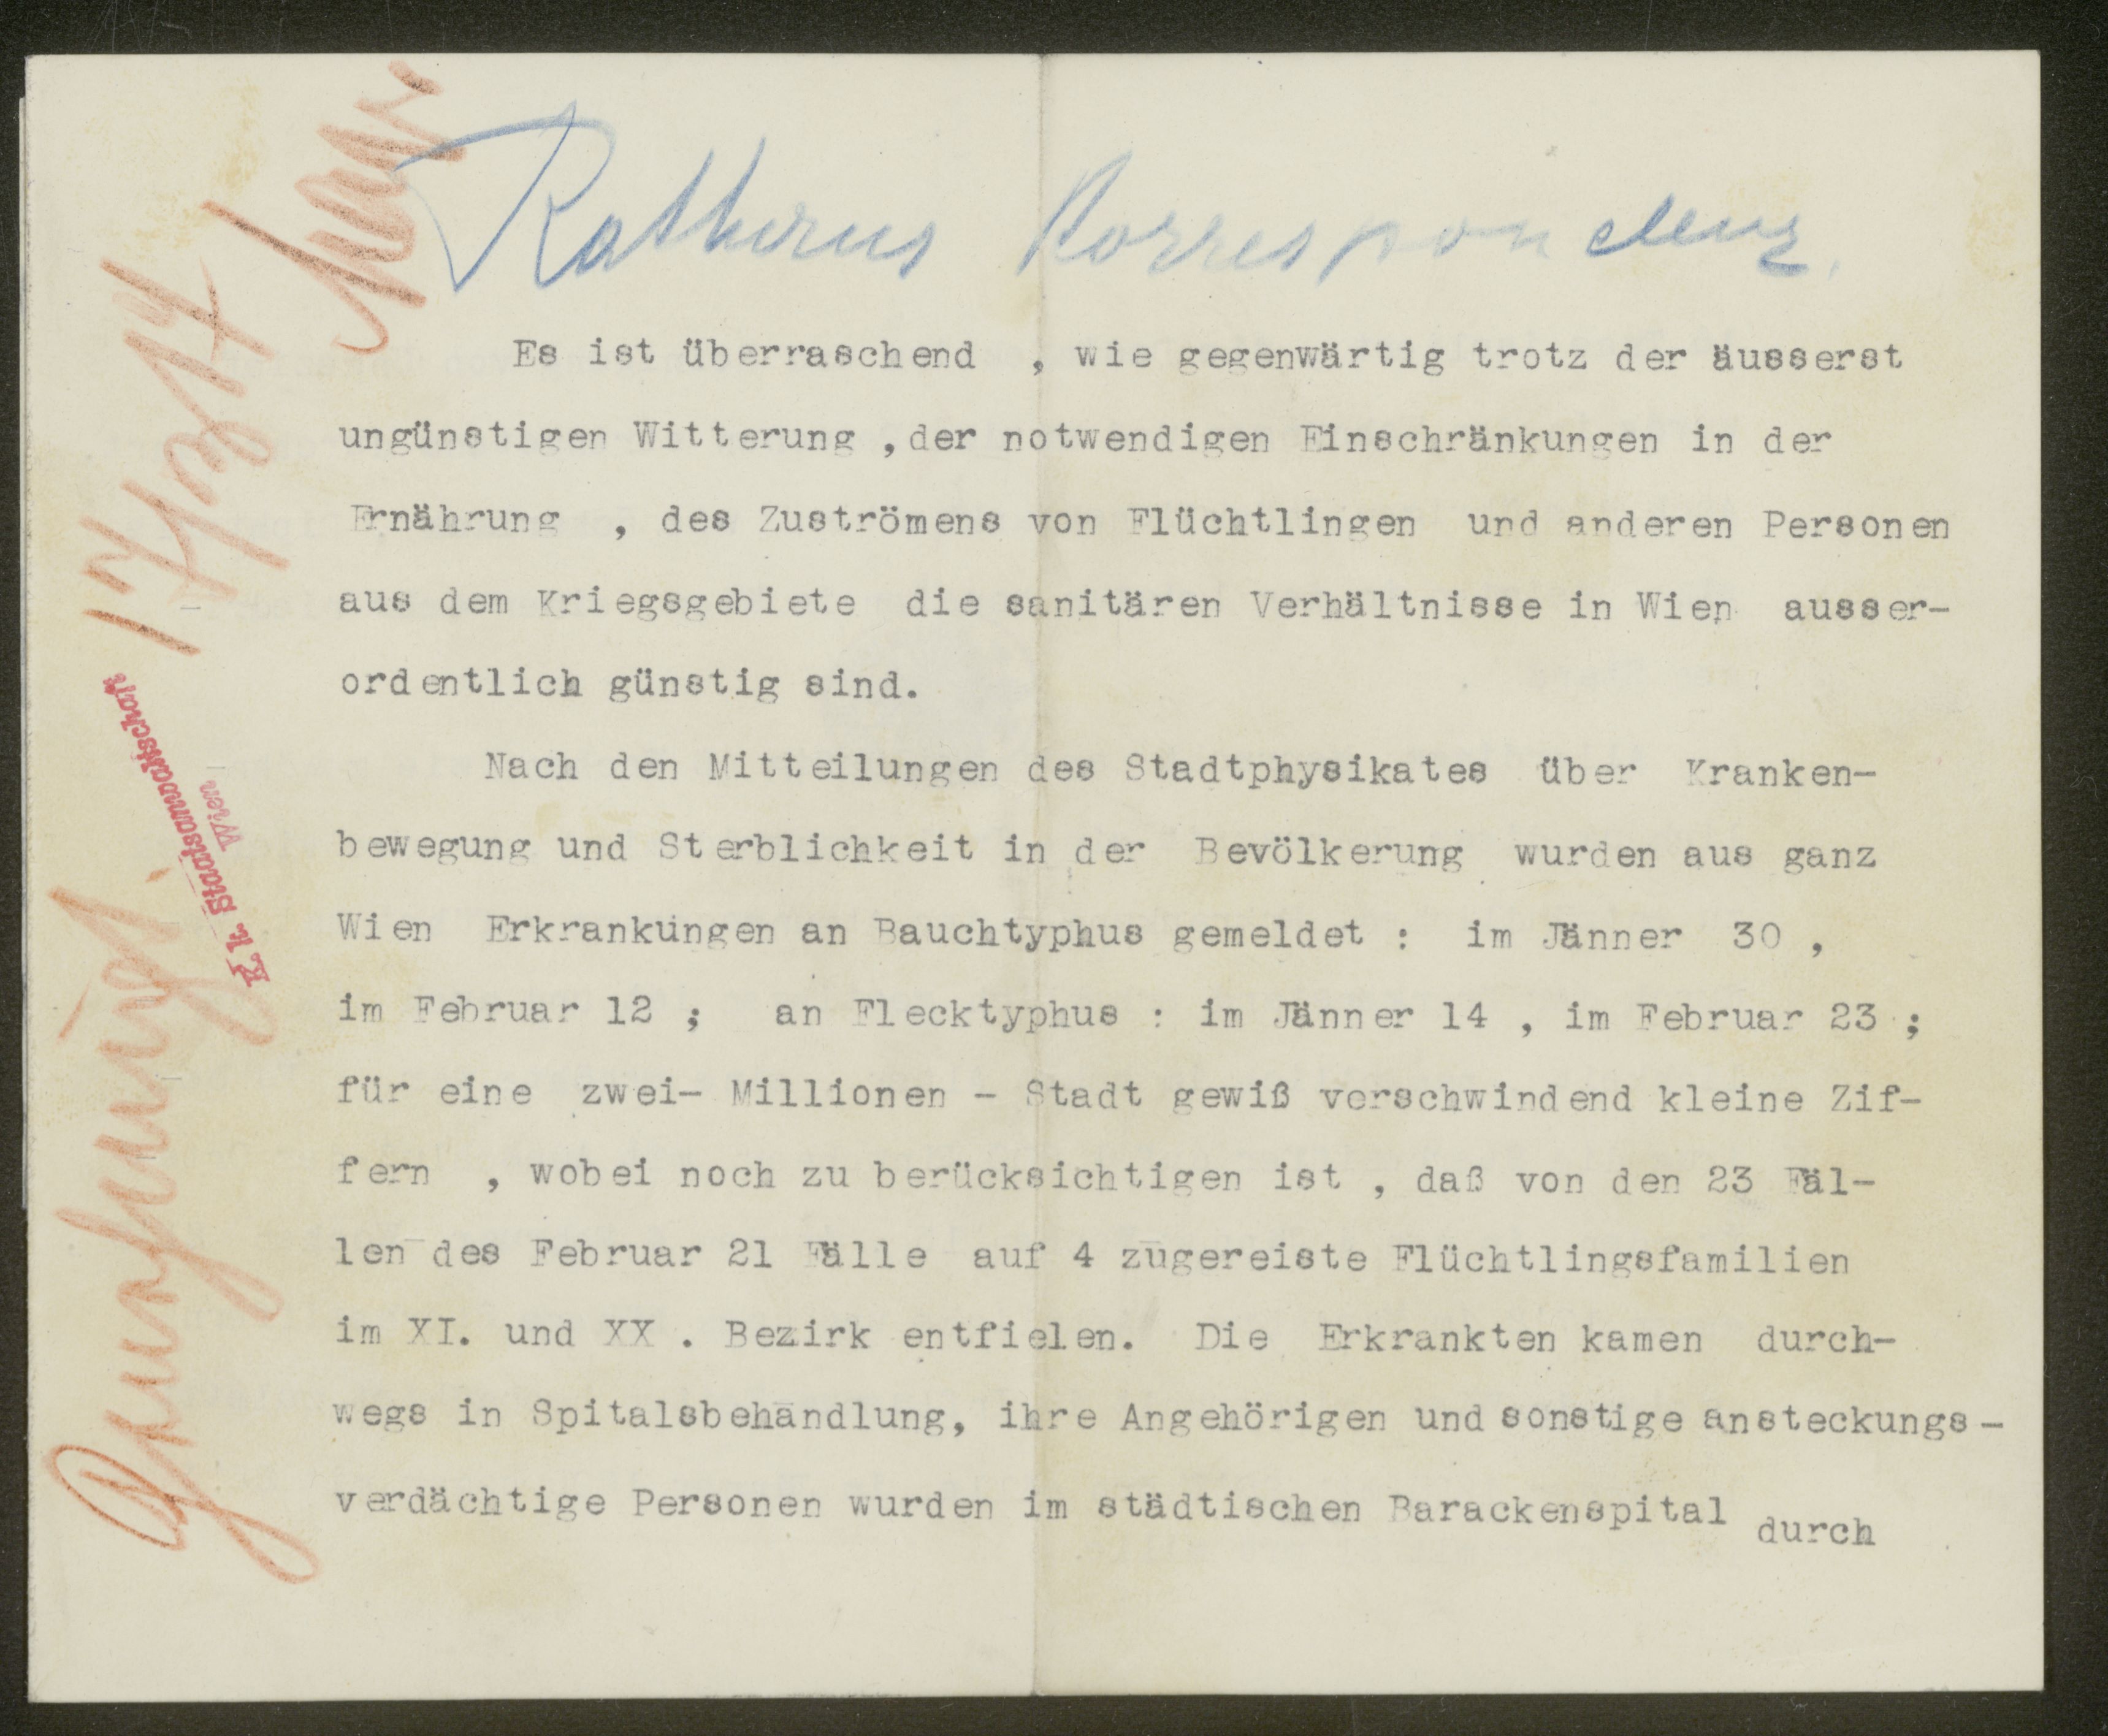 Rathaus Korrespondenz.
Es ist überraschend , wie gegenwärtig trotz der äusserst
ungünstigen Witterung ,der notwendigen Einschränkungen in der
Ernährung , des Zuströmens von Flüchtlingen und anderen Personen
aus dem Kriegsgebiete die sanitären Verhältnisse in Wien ausser-
ordentlich günstig sind.
Nach den Mitteilungen des Stadtphysikates über Kranken-
bewegung und Sterblichkeit in der Bevölkerung wurden aus ganz
Wien Erkrankungen an Bauchtyphus gemeldet : im Jänner 30 ,
im Februar 12 ; an Flecktyphus : im Jänner 14 , im Februar 23 ;
für eine zwei- Millionen - Stadt gewiß verschwindend kleine Zif-
fern , wobei noch zu berücksichtigen ist , daß von den 23 Fäl-
len des Februar 21 Fälle auf 4 zugereiste Flüchtlingsfamilien
im XI. und XX . Bezirk entfielen. Die Erkrankten kamen durch-
wegs in Spitalsbehandlung, ihre Angehörigen und sonstige ansteckungs-
verdächtige Personen wurden im städtischen Barackenspital durch
Genehmigt
K. k. Staatsanwaltschaft
Wien
17/3 17